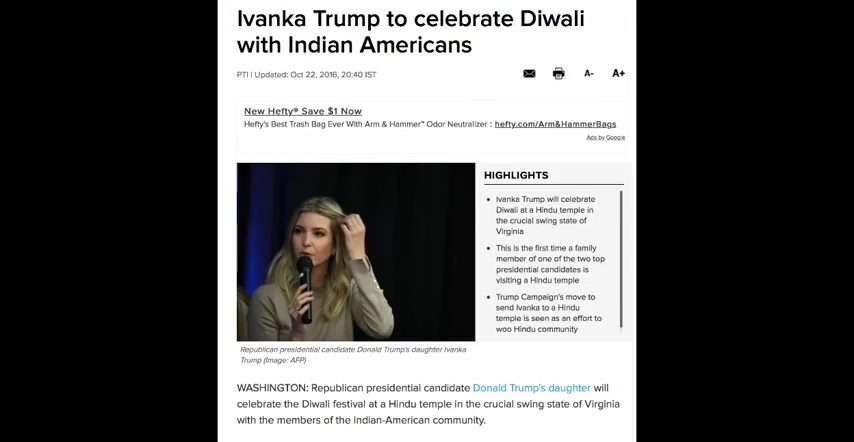 Ivanka Trump to celebrate Diwali
with Indian Americans
PTI | Updated: Oct 22, 2016, 20:40 IST
A-
A+
New Hefty® Save $1 Now
Hefty's Best Trash Bag Ever With Arm & Hammer™ Odor Neutralizer : hefty.com/Arm&HammerBags
Ads by Google
HIGHLIGHTS
Ivanka Trump will celebrate
Diwali at a Hindu temple in
the crucial swing state of
Virginia
This is the first time a family
member of one of the two top
presidential candidates is
visiting a Hindu temple
Trump Campaign's move to
send Ivanka to a Hindu
temple is seen as an effort to
woo Hindu community
Republican presidential candidate Donald Trump's daughter Ivanka
Trump (Image: AFP)
WASHINGTON: Republican presidential candidate Donald Trump's daughter will
celebrate the Diwali festival at a Hindu temple in the crucial swing state of Virginia
with the members of the Indian-American community.